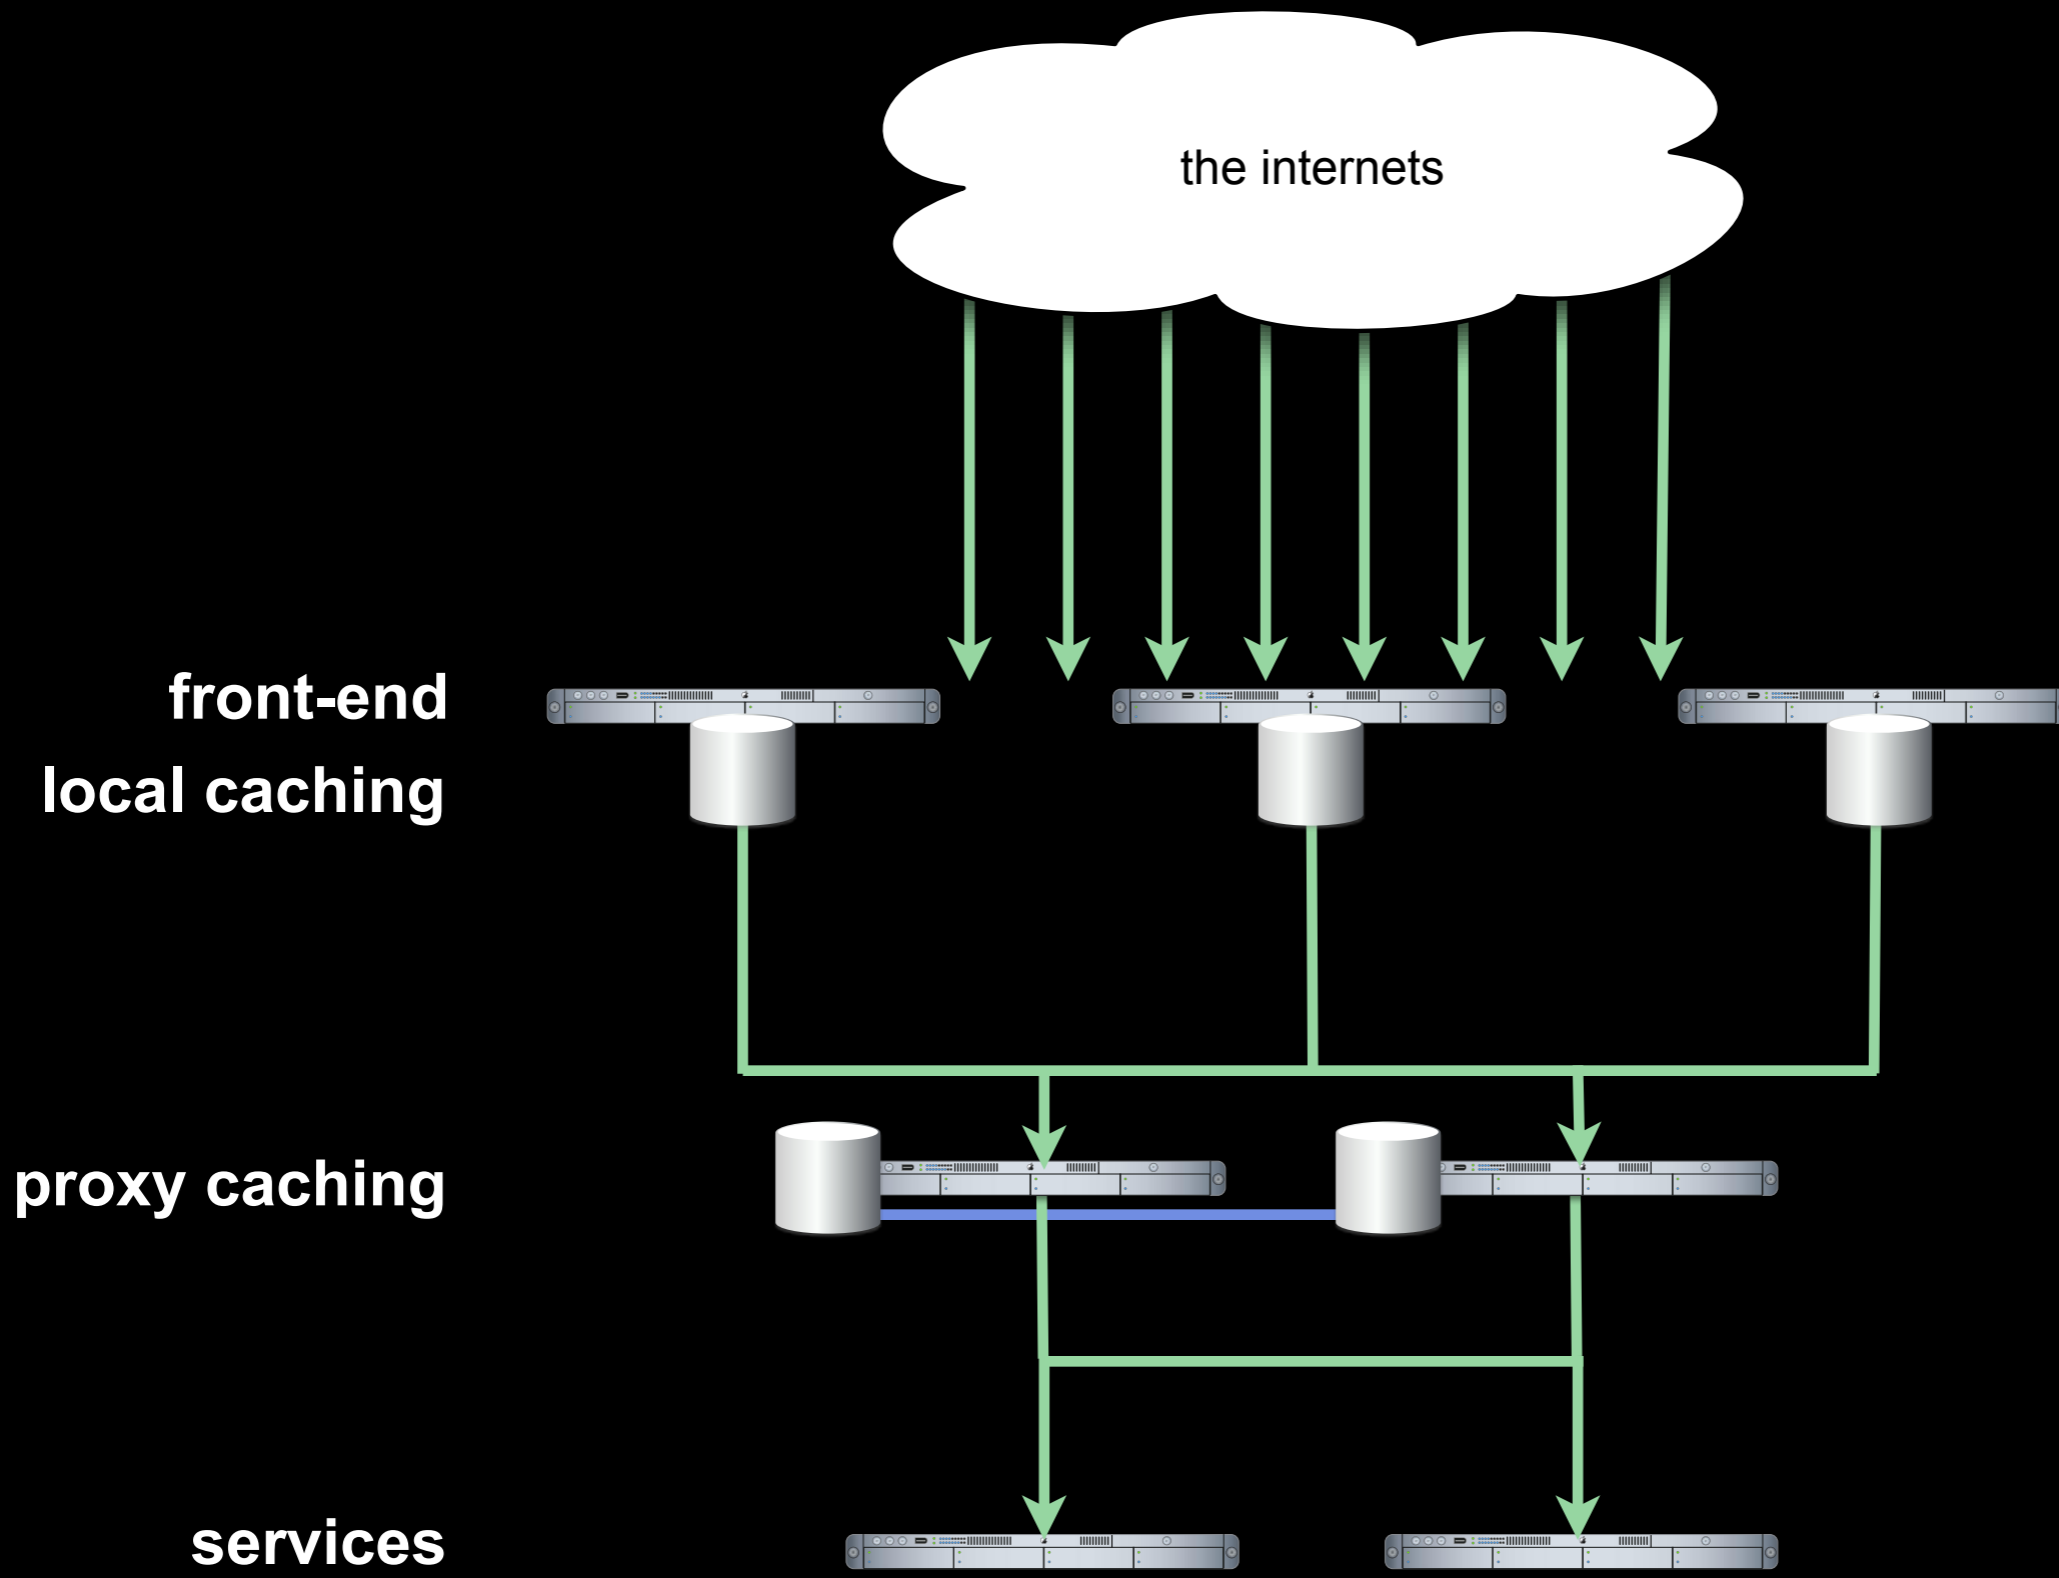 the internets
front-end
local caching
proxy caching
services